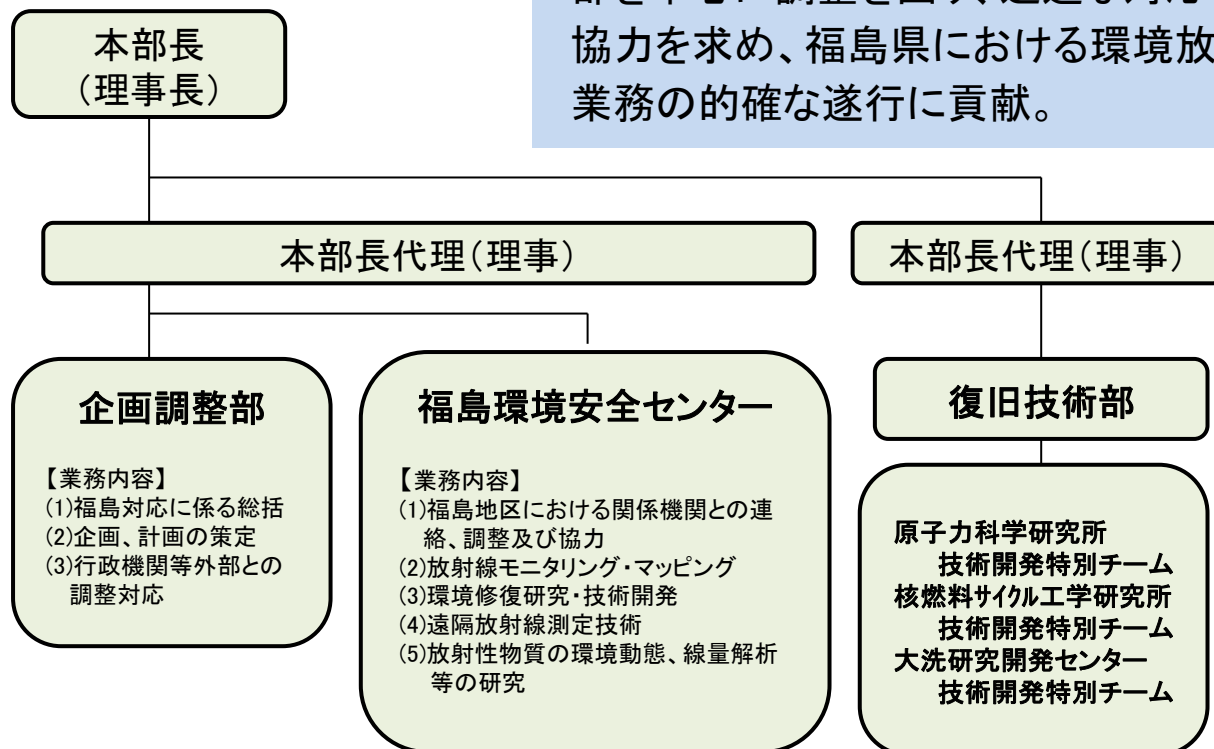 協力を求め、福島県における環境放
業務の的確な遂行に貢献。
本部長
（理事長）
本部長代理（理事）
本部長代理（理事）
企画調整部
【業務内容】
(1)福島対応に係る総括
(2)企画、計画の策定
(3)行政機関等外部との
調整対応
福島環境安全センター
【業務内容】
(1)福島地区における関係機関との連
絡、調整及び協力
(2)放射線モニタリング・マッピング
(3)環境修復研究・技術開発
(4)遠隔放射線測定技術
(5)放射性物質の環境動態、線量解析
等の研究
復旧技術部
原子力科学研究所
技術開発特別チーム
核燃料ｻｲｸﾙ工学研究所
技術開発特別チーム
大洗研究開発センター
技術開発特別チーム